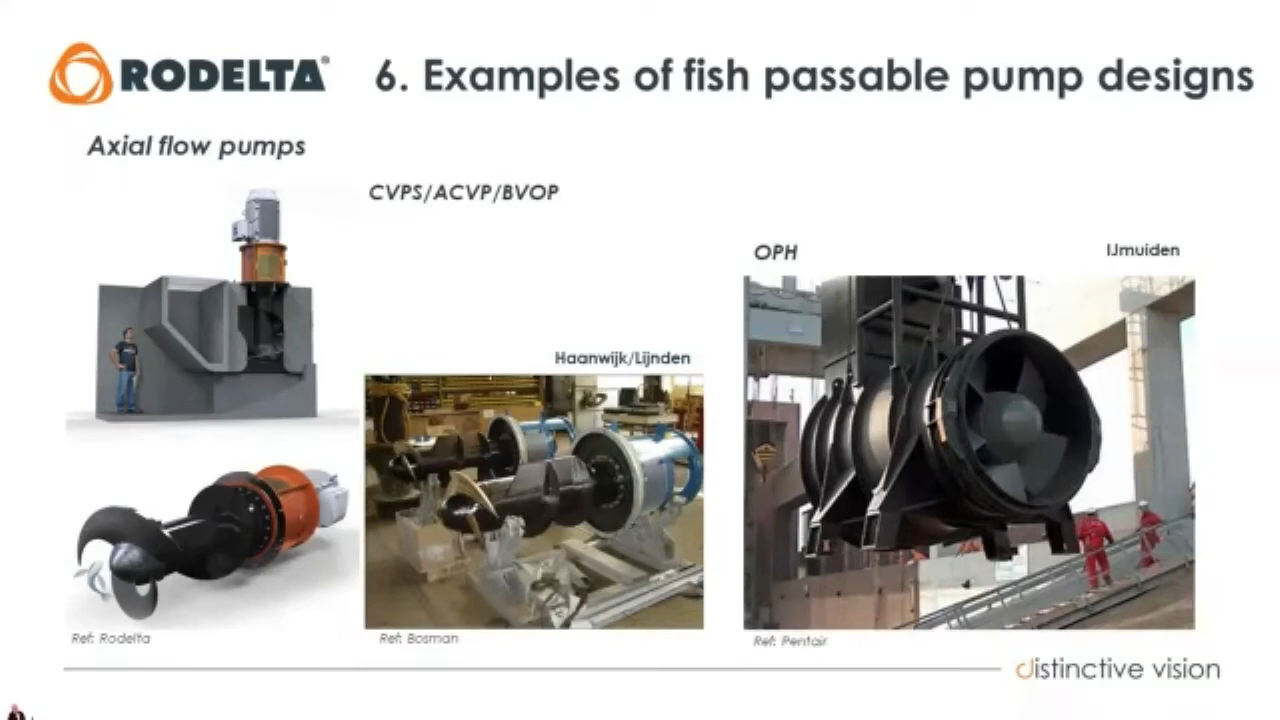 RODELTA®
6. Examples of fish passable pump designs
Axial flow pumps
CVPS/ACVP/BVOP
OPH
IJmuiden
Haanwijk/Lijnden
Ref: Rodelta
Ref: Bosman
Ref: Pentair
distinctive vision